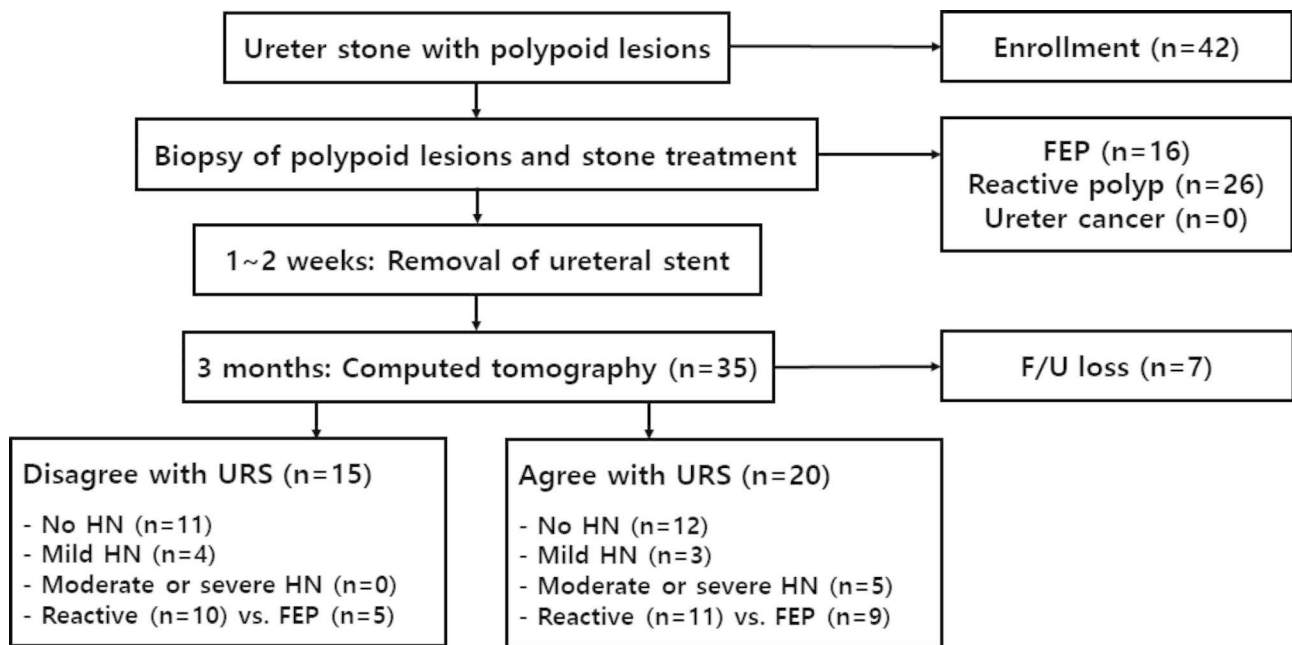 Ureter stone with polypoid lesions
Enrollment (n=42)
Biopsy of polypoid lesions and stone treatment
FEP (n=16)
Reactive polyp (n=26)
Ureter cancer (n=0)
1~2 weeks: Removal of ureteral stent
3 months: Computed tomography (n=35)
F/U loss (n=7)
Disagree with URS (n=15)
- No HN (n=11)
- Mild HN (n=4)
- Moderate or severe HN (n=0)
- Reactive (n=10) vs. FEP (n=5)
Agree with URS (n=20)
- No HN (n=12)
- Mild HN (n=3)
- Moderate or severe HN (n=5)
- Reactive (n=11) vs. FEP (n=9)